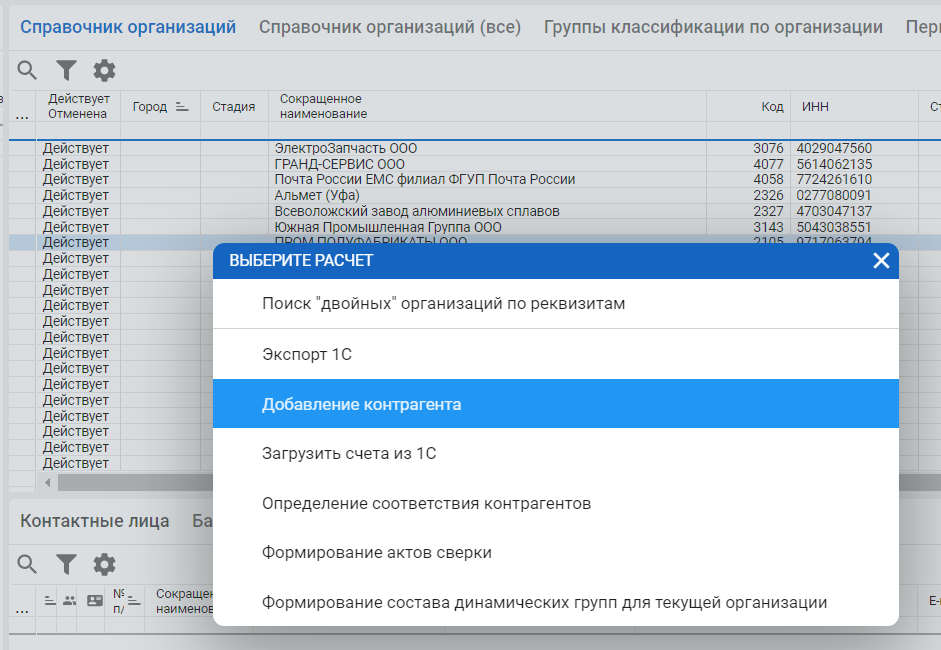 Справочник организаций Справочник организаций (все) Группы классификации по организации
... Действует Отменена Город Стадия Сокращенное наименование Код ИНН
Действует ЭлектроЗапчасть ООО 3076 4029047560
Действует ГРАНД-СЕРВИС ООО 4077 5614062135
Действует Почта России ЕМС филиал ФГУП Почта России 4058 7724261610
Действует Альмет (Уфа) 2326 0277080091
Действует Всеволожский завод алюминиевых сплавов 2327 4703047137
Действует Южная Промышленная Группа ООО 3143 5043038551
Действует ПРОМ ПОЛУФАБРИКАТЫ ООО 2105 9717063794
Действует
Действует
Действует
Действует
Действует
Действует
Действует
Действует
Действует
Действует
Действует
Действует
Действует
Действует
ВЫБЕРИТЕ РАСЧЕТ
Поиск "двойных" организаций по реквизитам
Экспорт 1С
Добавление контрагента
Загрузить счета из 1С
Определение соответствия контрагентов
Формирование актов сверки
Формирование состава динамических групп для текущей организации
Контактные лица Ба
... № п/ Сокращен наименов E-